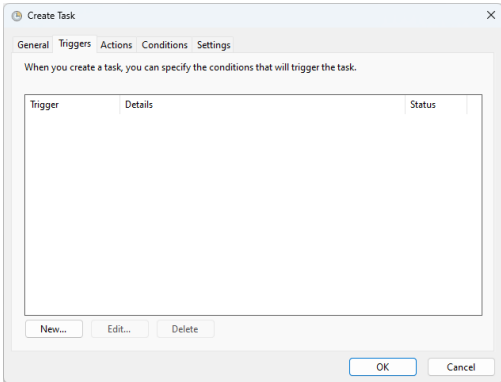 Create Task
General Triggers Actions Conditions Settings
When you create a task, you can specify the conditions that will trigger the task.
Trigger Details Status
New... Edit... Delete
OK Cancel